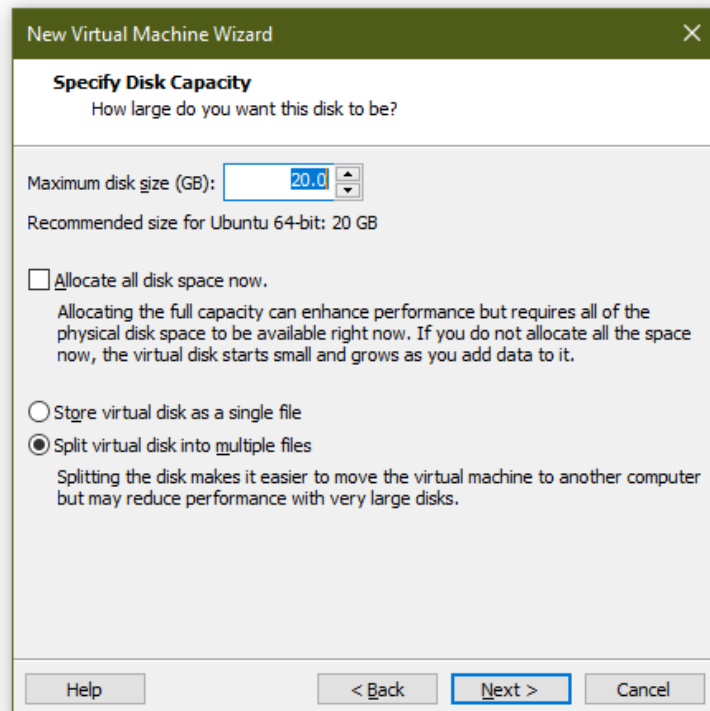 New Virtual Machine Wizard
Specify Disk Capacity
How large do you want this disk to be?
Maximum disk size (GB): 20.0
Recommended size for Ubuntu 64-bit: 20 GB
Allocate all disk space now.
Allocating the full capacity can enhance performance but requires all of the
physical disk space to be available right now. If you do not allocate all the space
now, the virtual disk starts small and grows as you add data to it.
Store virtual disk as a single file
Split virtual disk into multiple files
Splitting the disk makes it easier to move the virtual machine to another computer
but may reduce performance with very large disks.
Help < Back Next > Cancel